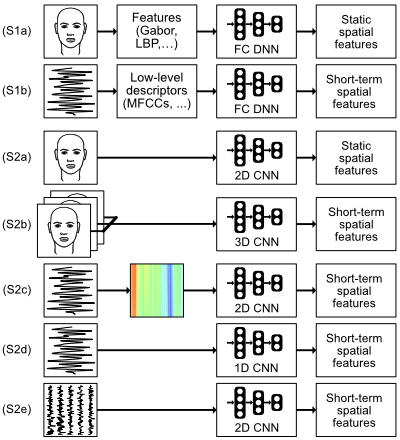 (S1a)
Features
(Gabor,
LBP,...)
FC DNN
Static
spatial
features
(S1b)
Low-level
descriptors
(MFCCs, ...)
FC DNN
Short-term
spatial
features
(S2a)
2D CNN
Static
spatial
features
(S2b)
3D CNN
Short-term
spatial
features
(S2c)
2D CNN
Short-term
spatial
features
(S2d)
1D CNN
Short-term
spatial
features
(S2e)
2D CNN
Short-term
spatial
features